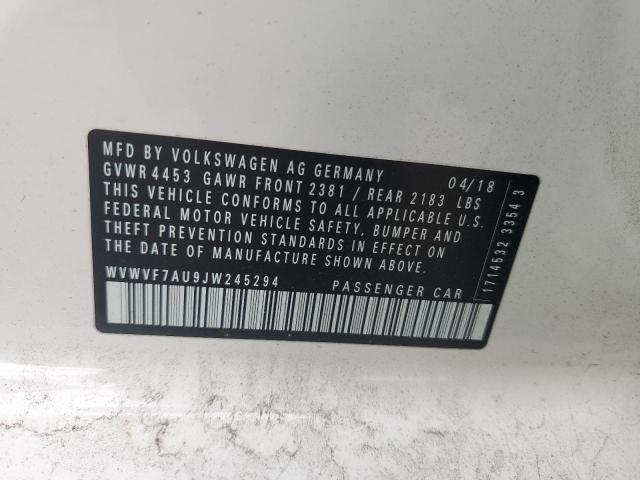 MFD BY VOLKSWAGEN AG GERMANY 04/18
GVWR 4453 GAWR FRONT 2381 / REAR 2183 LBS
THIS VEHICLE CONFORMS TO ALL APPLICABLE U.S.
FEDERAL MOTOR VEHICLE SAFETY, BUMPER AND
THEFT PREVENTION STANDARDS IN EFFECT ON
THE DATE OF MANUFACTURE SHOWN ABOVE.
WVWVF7AU9JW245294 PASSENGER CAR
1714532 3354 3